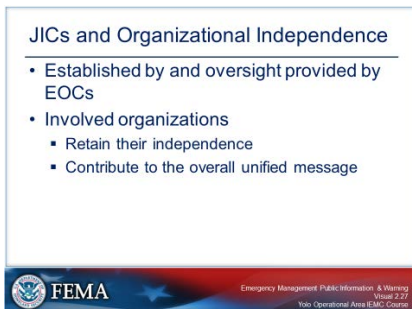 JICs and Organizational Independence
• Established by and oversight provided by
EOCs
• Involved organizations
▪ Retain their independence
▪ Contribute to the overall unified message
FEMA
Emergency Management Public Information & Warning
Visual 2.27
Yolo Operational Area IEMC Course